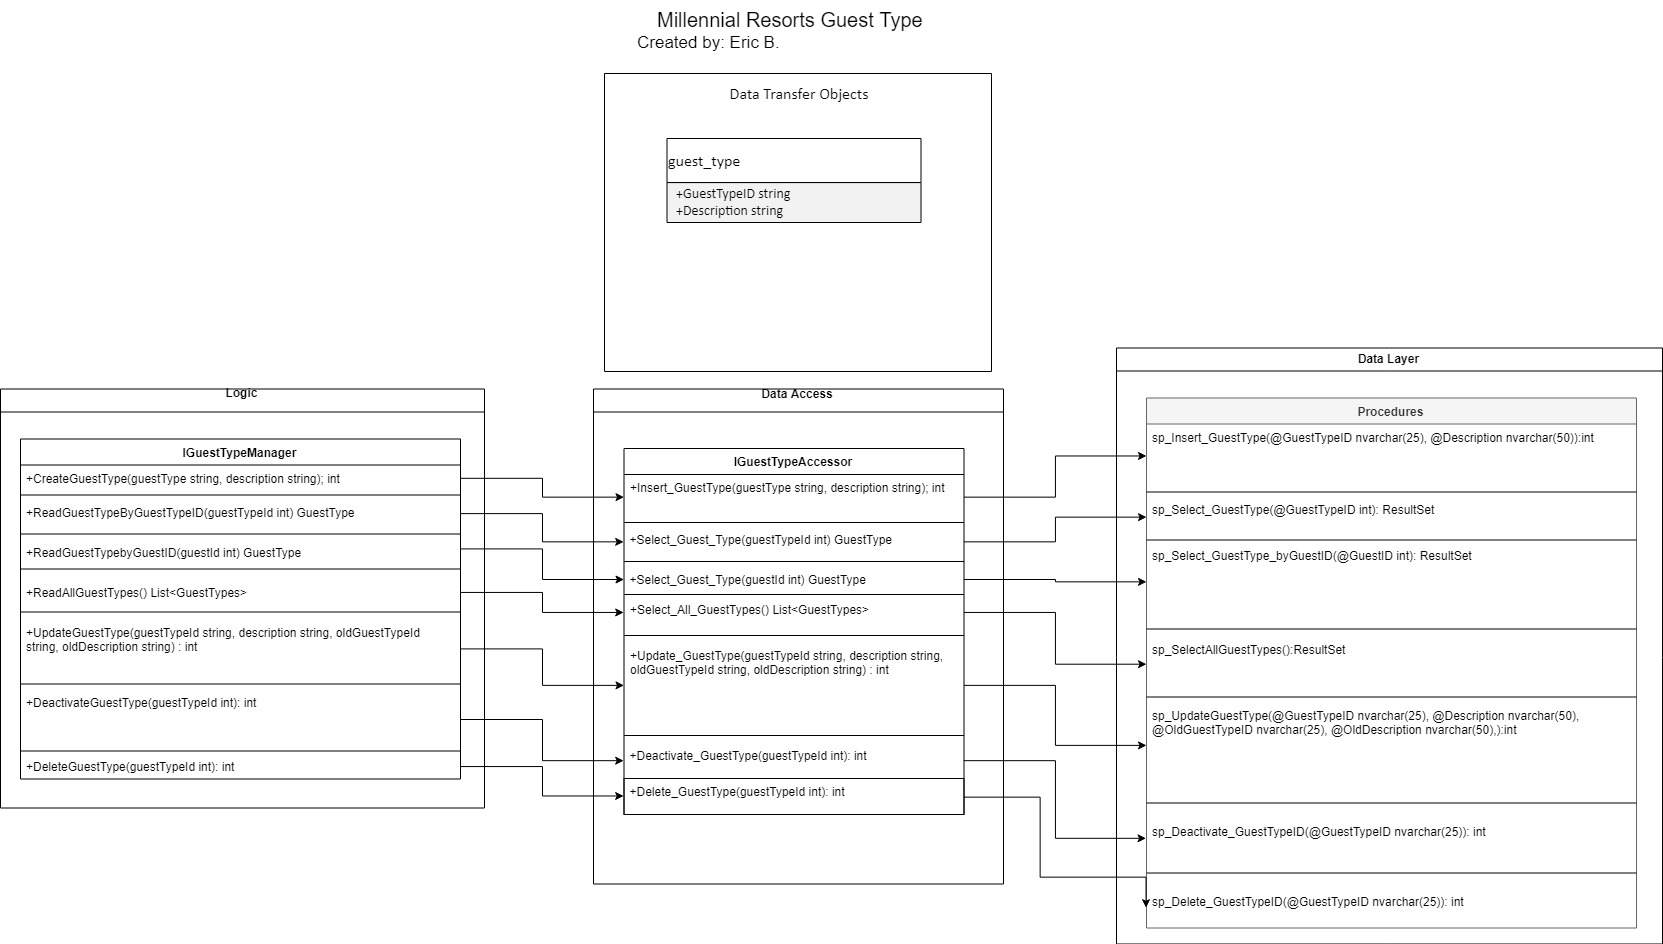 Millennial Resorts Guest Type
Created by: Eric B.
Data Transfer Objects
guest_type
+GuestTypeID string
+Description string
Logic
IGuestTypeManager
+CreateGuestType(guestType string, description string); int
+ReadGuestTypeByGuestTypeID(guestTypeId int) GuestType
+ReadGuestTypebyGuestID(guestId int) GuestType
+ReadAllGuestTypes() List<GuestTypes>
+UpdateGuestType(guestTypeId string, description string, oldGuestTypeId
string, oldDescription string) : int
+DeactivateGuestType(guestTypeId int): int
+DeleteGuestType(guestTypeId int): int
Data Access
IGuestTypeAccessor
+Insert_GuestType(guestType string, description string); int
+Select_Guest_Type(guestTypeId int) GuestType
+Select_Guest_Type(guestId int) GuestType
+Select_All_GuestTypes() List<GuestTypes>
+Update_GuestType(guestTypeId string, description string,
oldGuestTypeId string, oldDescription string) : int
+Deactivate_GuestType(guestTypeId int): int
+Delete_GuestType(guestTypeId int): int
Data Layer
Procedures
sp_Insert_GuestType(@GuestTypeID nvarchar(25), @Description nvarchar(50)):int
sp_Select_GuestType(@GuestTypeID int): ResultSet
sp_Select_GuestType_byGuestID(@GuestID int): ResultSet
sp_SelectAllGuestTypes():ResultSet
sp_UpdateGuestType(@GuestTypeID nvarchar(25), @Description nvarchar(50),
@OldGuestTypeID nvarchar(25), @OldDescription nvarchar(50),):int
sp_Deactivate_GuestTypeID(@GuestTypeID nvarchar(25)): int
sp_Delete_GuestTypeID(@GuestTypeID nvarchar(25)): int